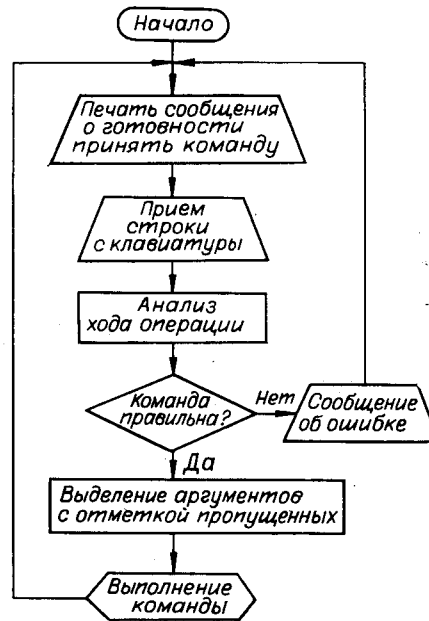 Начало
Печать сообщения
о готовности
принять команду
Прием
строки
с клавиатуры
Анализ
хода операции
Команда
правильна?
Нет
Сообщение
об ошибке
Да
Выделение аргументов
с отметкой пропущенных
Выполнение
команды